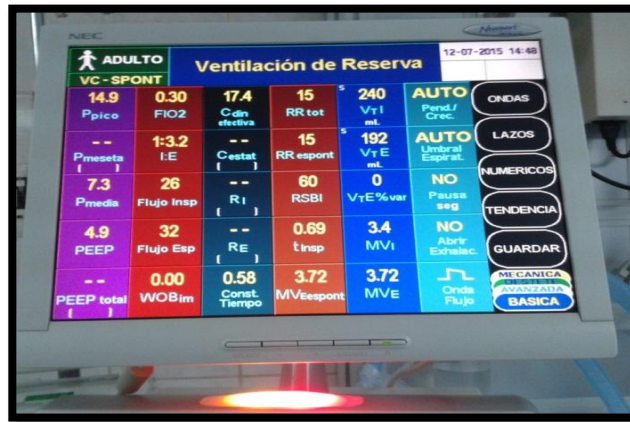 NEC
Newport
ADULTO
VC - SPONT
Ventilación de Reserva
12-07-2015 14:48
14.9
Ppico
0.30
FIO2
17.4
Cdin
efectiva
15
RR tot
s 240
VTI
mL
AUTO
Pend./
Crec.
ONDAS
--
Pmeseta
[ ]
1:3.2
I:E
--
Cestat
[ ]
15
RR espont
s 192
VTE
mL
AUTO
Umbral
Espirat.
LAZOS
7.3
Pmedia
26
Flujo Insp
--
RI
[ ]
60
RSBI
0
VTE%var
NO
Pausa
seg
NUMERICOS
TENDENCIA
4.9
PEEP
32
Flujo Esp
--
RE
[ ]
0.69
tInsp
3.4
MVI
NO
Abrir
Exhalac.
GUARDAR
--
PEEP total
[ ]
0.00
WOBim
0.58
Const.
Tiempo
3.72
MVEespont
3.72
MVE
Onda
Flujo
MECANICA
DESTETE
AVANZADA
BASICA